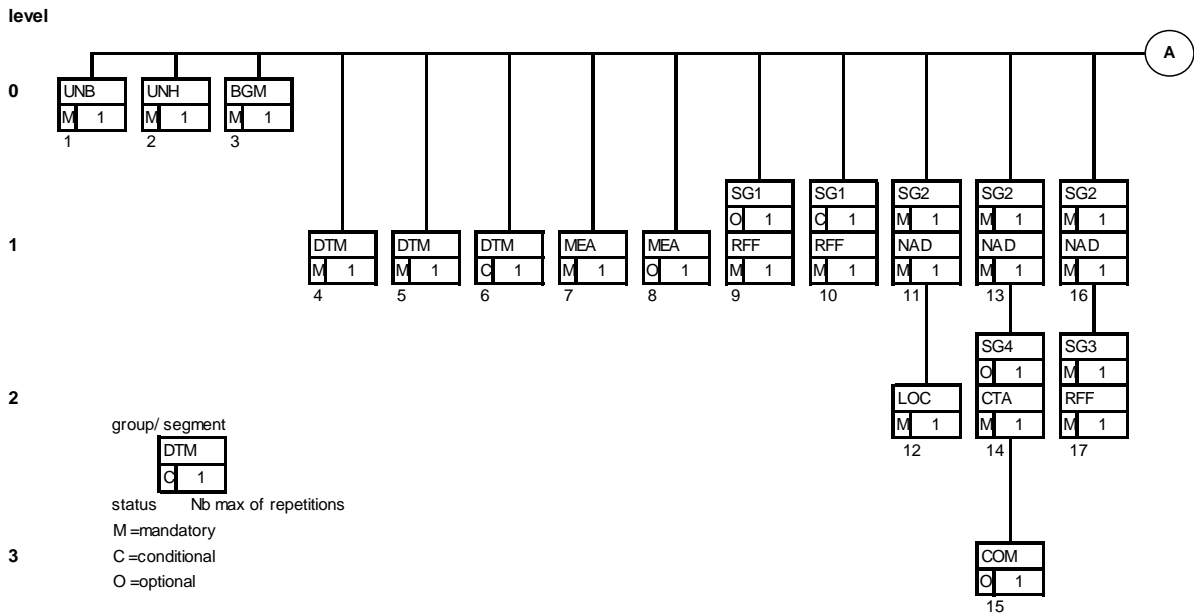 level
A
0
UNB UNH BGM
M 1 M 1 M 1
1 2 3
SG1 SG1 SG2 SG2 SG2
O 1 C 1 M 1 M 1 M 1
1
DTM DTM DTM MEA MEA RFF RFF NAD NAD NAD
M 1 M 1 C 1 M 1 O 1 M 1 M 1 M 1 M 1 M 1
4 5 6 7 8 9 10 11 13 16
SG4 SG3
O 1 M 1
2
LOC CTA RFF
M 1 M 1 M 1
12 14 17
group/ segment
DTM
C 1
status Nb max of repetitions
M =mandatory
C =conditional
O =optional
3
COM
O 1
15